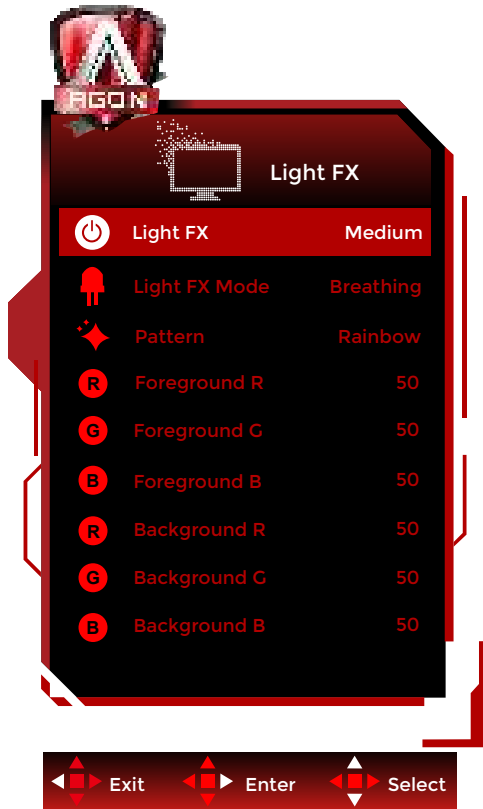 AGON
Light FX
Light FX Medium
Light FX Mode Breathing
Pattern Rainbow
R Foreground R 50
G Foreground G 50
B Foreground B 50
R Background R 50
G Background G 50
B Background B 50
Exit Enter Select